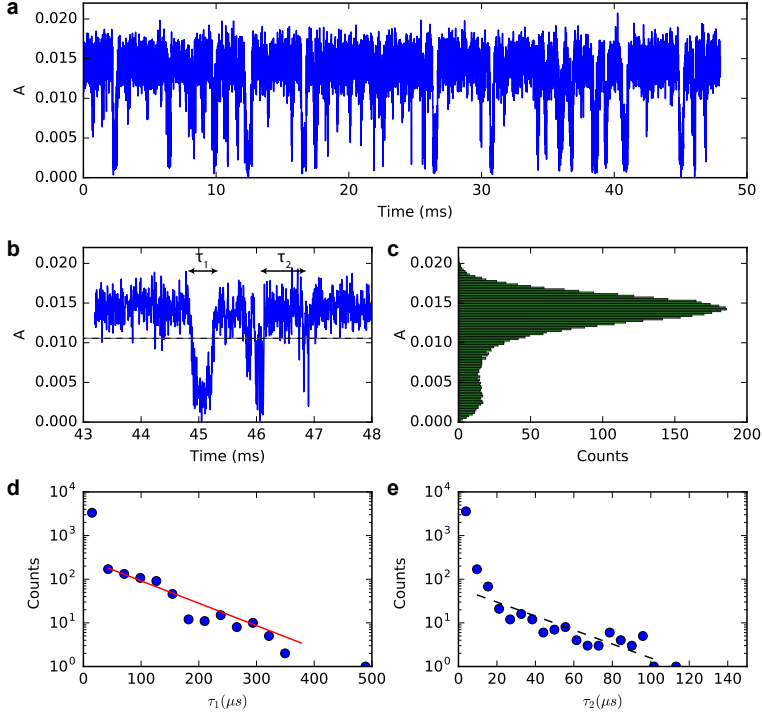 a
0.020
0.015
A
0.010
0.005
0.000
0 10 20 30 40 50
Time (ms)
b
τ1 τ2
0.020
0.015
A
0.010
0.005
0.000
43 44 45 46 47 48
Time (ms)
c
0.020
0.015
A
0.010
0.005
0.000
0 50 100 150 200
Counts
d
10^4
10^3
Counts
10^2
10^1
10^0
0 100 200 300 400 500
τ1(μs)
e
10^4
10^3
Counts
10^2
10^1
10^0
0 20 40 60 80 100 120 140
τ2(μs)